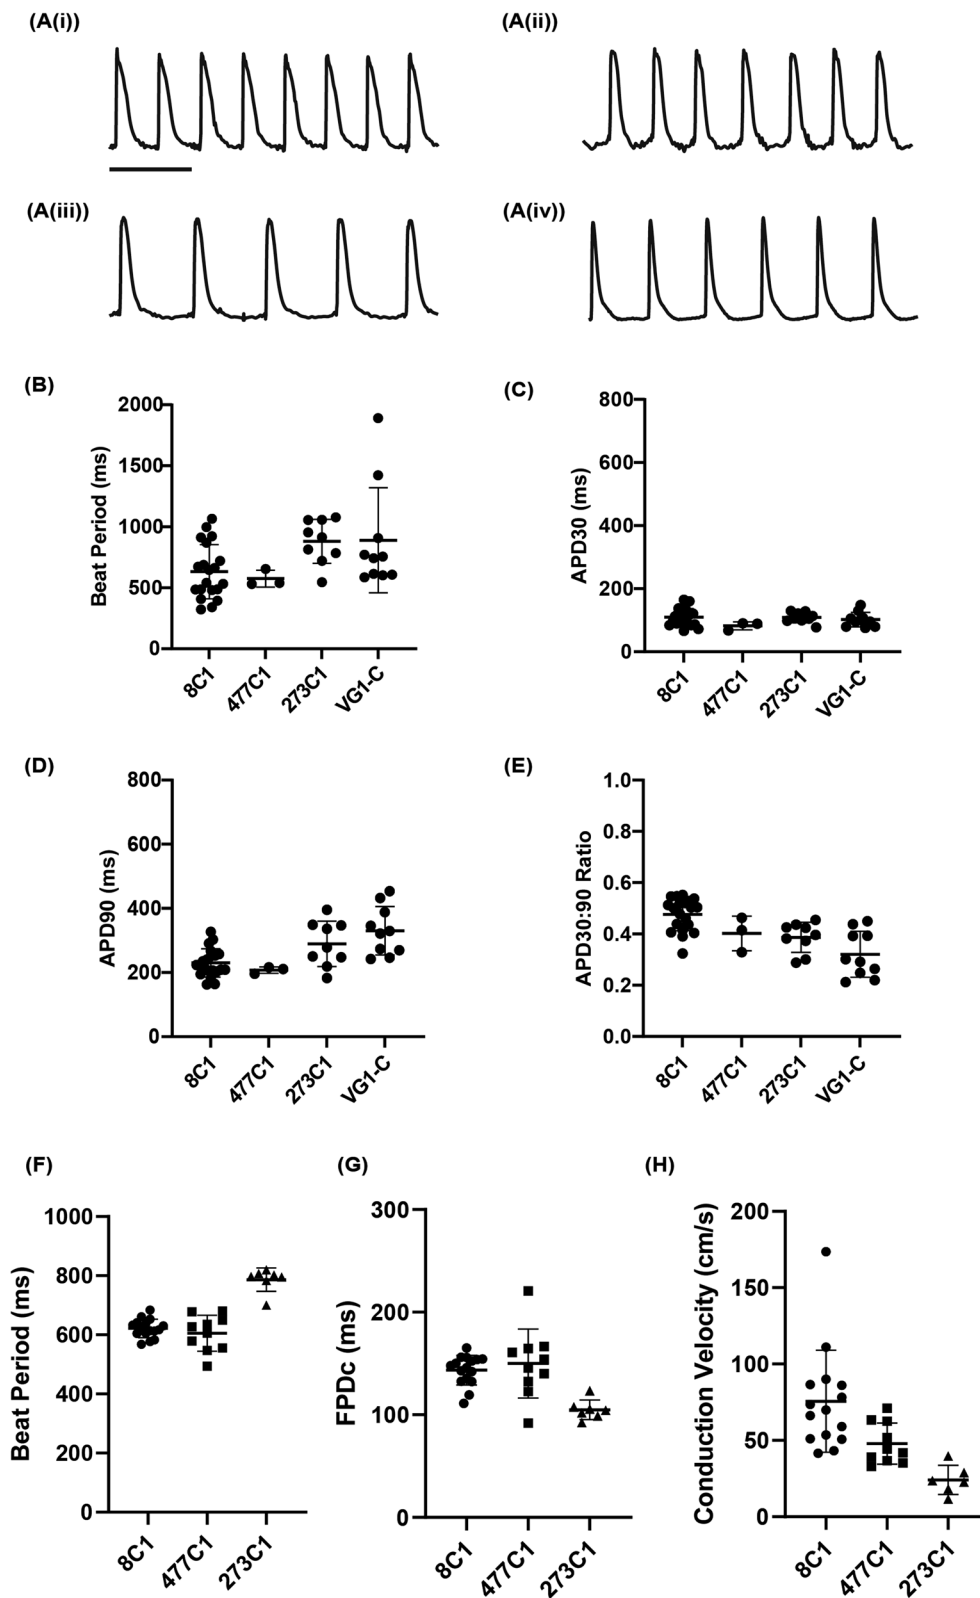 (A(i))
(A(ii))
(A(iii))
(A(iv))
(B)
Beat Period (ms)
2000
1500
1000
500
0
8C1
477C1
273C1
VG1-C
(C)
APD30 (ms)
800
600
400
200
0
8C1
477C1
273C1
VG1-C
(D)
APD90 (ms)
800
600
400
200
0
8C1
477C1
273C1
VG1-C
(E)
APD30:90 Ratio
1.0
0.8
0.6
0.4
0.2
0.0
8C1
477C1
273C1
VG1-C
(F)
Beat Period (ms)
1000
800
600
400
200
0
8C1
477C1
273C1
(G)
FPDc (ms)
300
200
100
0
8C1
477C1
273C1
(H)
Conduction Velocity (cm/s)
200
150
100
50
0
8C1
477C1
273C1